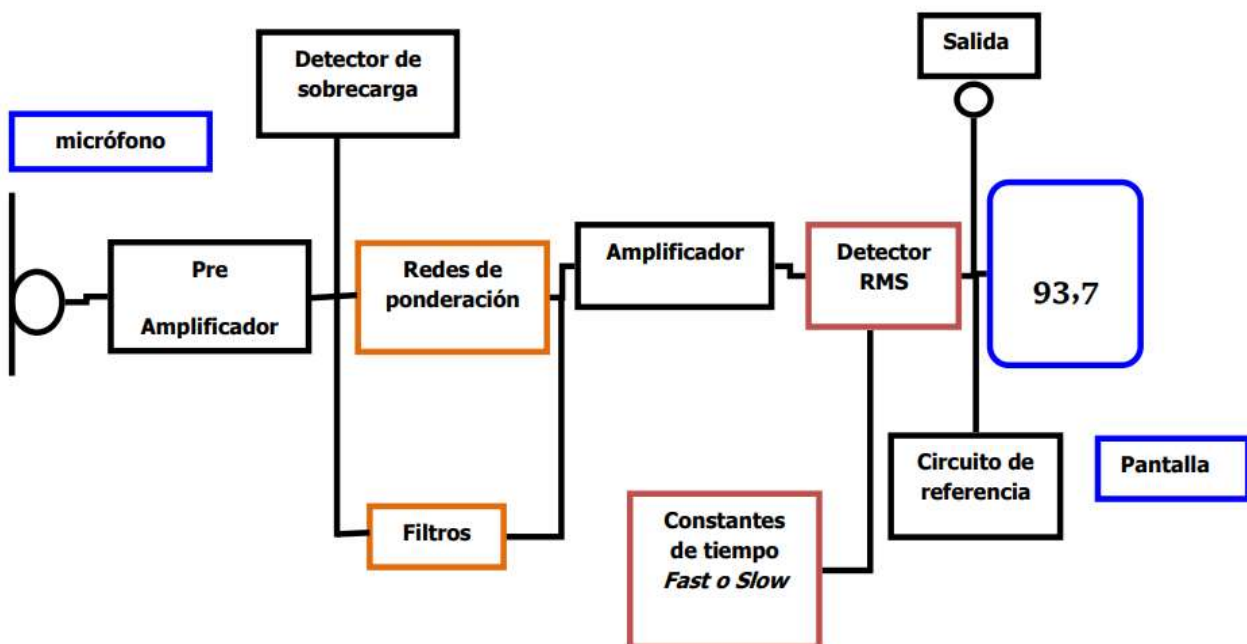 Detector de
sobrecarga
Salida
micrófono
Pre
Amplificador
Redes de
ponderación
Amplificador
Detector
RMS
93,7
Filtros
Constantes
de tiempo
Fast o Slow
Circuito de
referencia
Pantalla